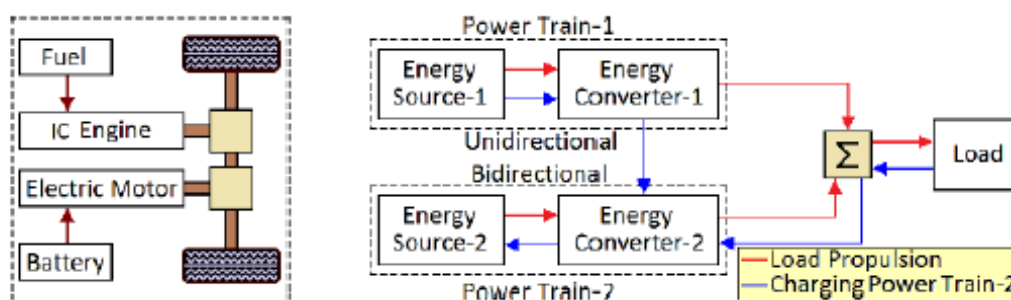 Fuel
IC Engine
Electric Motor
Battery
Power Train-1
Energy
Source-1
Energy
Converter-1
Unidirectional
Bidirectional
Energy
Source-2
Energy
Converter-2
Power Train-2
Σ
Load
Load Propulsion
Charging Power Train-2